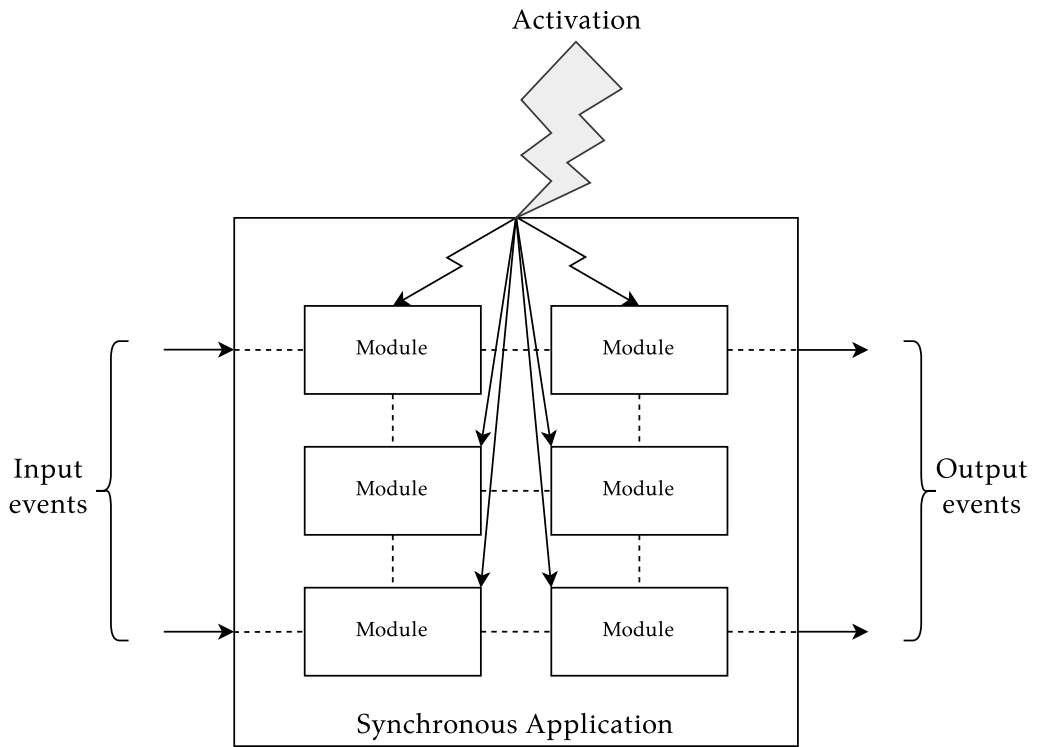 Activation
Module
Module
Input
events
Module
Module
Output
events
Module
Module
Synchronous Application